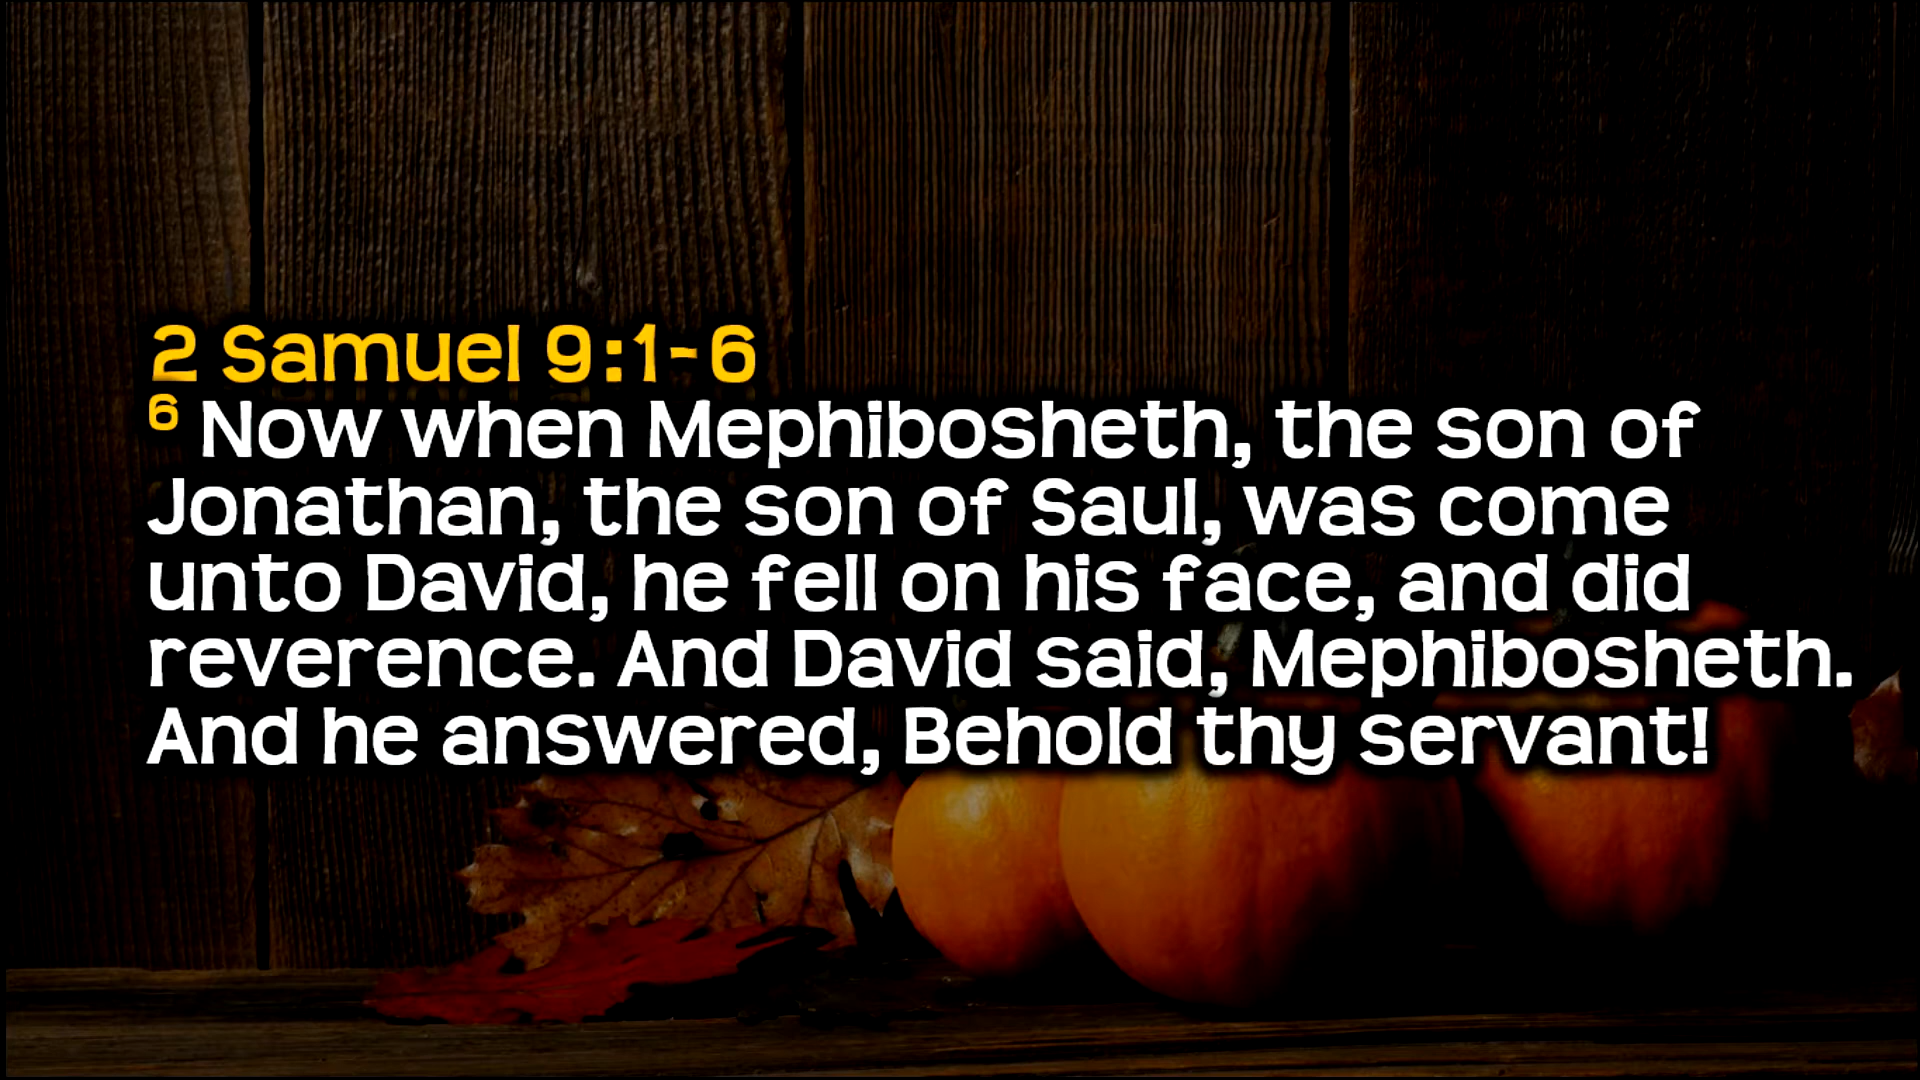 2 Samuel 9:1-6
6 Now when Mephibosheth, the son of
Jonathan, the son of Saul, was come
unto David, he fell on his face, and did
reverence. And David said, Mephibosheth.
And he answered, Behold thy servant!